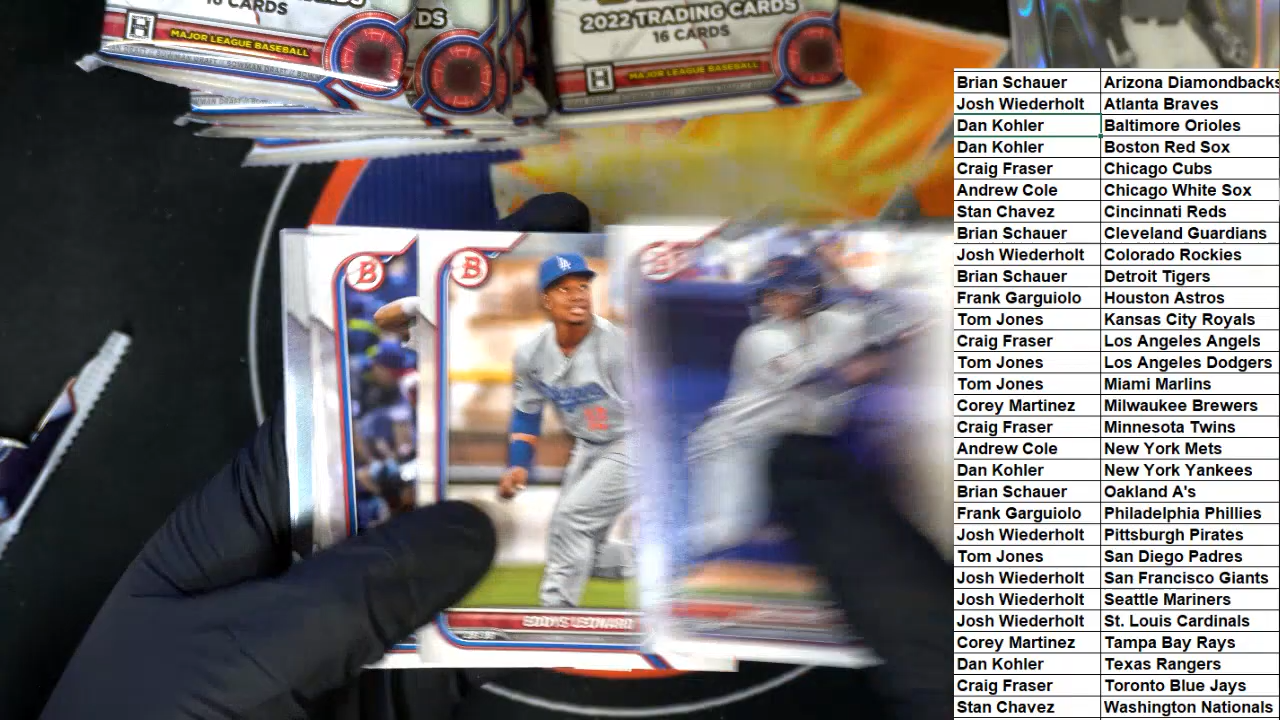 16 CARDS
MAJOR LEAGUE BASEBALL
DS
2022 TRADING CARDS
16 CARDS
MAJOR LEAGUE BASEBALL
B
B
LA
EDDYS LEONARD
Brian Schauer Arizona Diamondbacks
Josh Wiederholt Atlanta Braves
Dan Kohler Baltimore Orioles
Dan Kohler Boston Red Sox
Craig Fraser Chicago Cubs
Andrew Cole Chicago White Sox
Stan Chavez Cincinnati Reds
Brian Schauer Cleveland Guardians
Josh Wiederholt Colorado Rockies
Brian Schauer Detroit Tigers
Frank Garguiolo Houston Astros
Tom Jones Kansas City Royals
Craig Fraser Los Angeles Angels
Tom Jones Los Angeles Dodgers
Tom Jones Miami Marlins
Corey Martinez Milwaukee Brewers
Craig Fraser Minnesota Twins
Andrew Cole New York Mets
Dan Kohler New York Yankees
Brian Schauer Oakland A's
Frank Garguiolo Philadelphia Phillies
Josh Wiederholt Pittsburgh Pirates
Tom Jones San Diego Padres
Josh Wiederholt San Francisco Giants
Josh Wiederholt Seattle Mariners
Josh Wiederholt St. Louis Cardinals
Corey Martinez Tampa Bay Rays
Dan Kohler Texas Rangers
Craig Fraser Toronto Blue Jays
Stan Chavez Washington Nationals